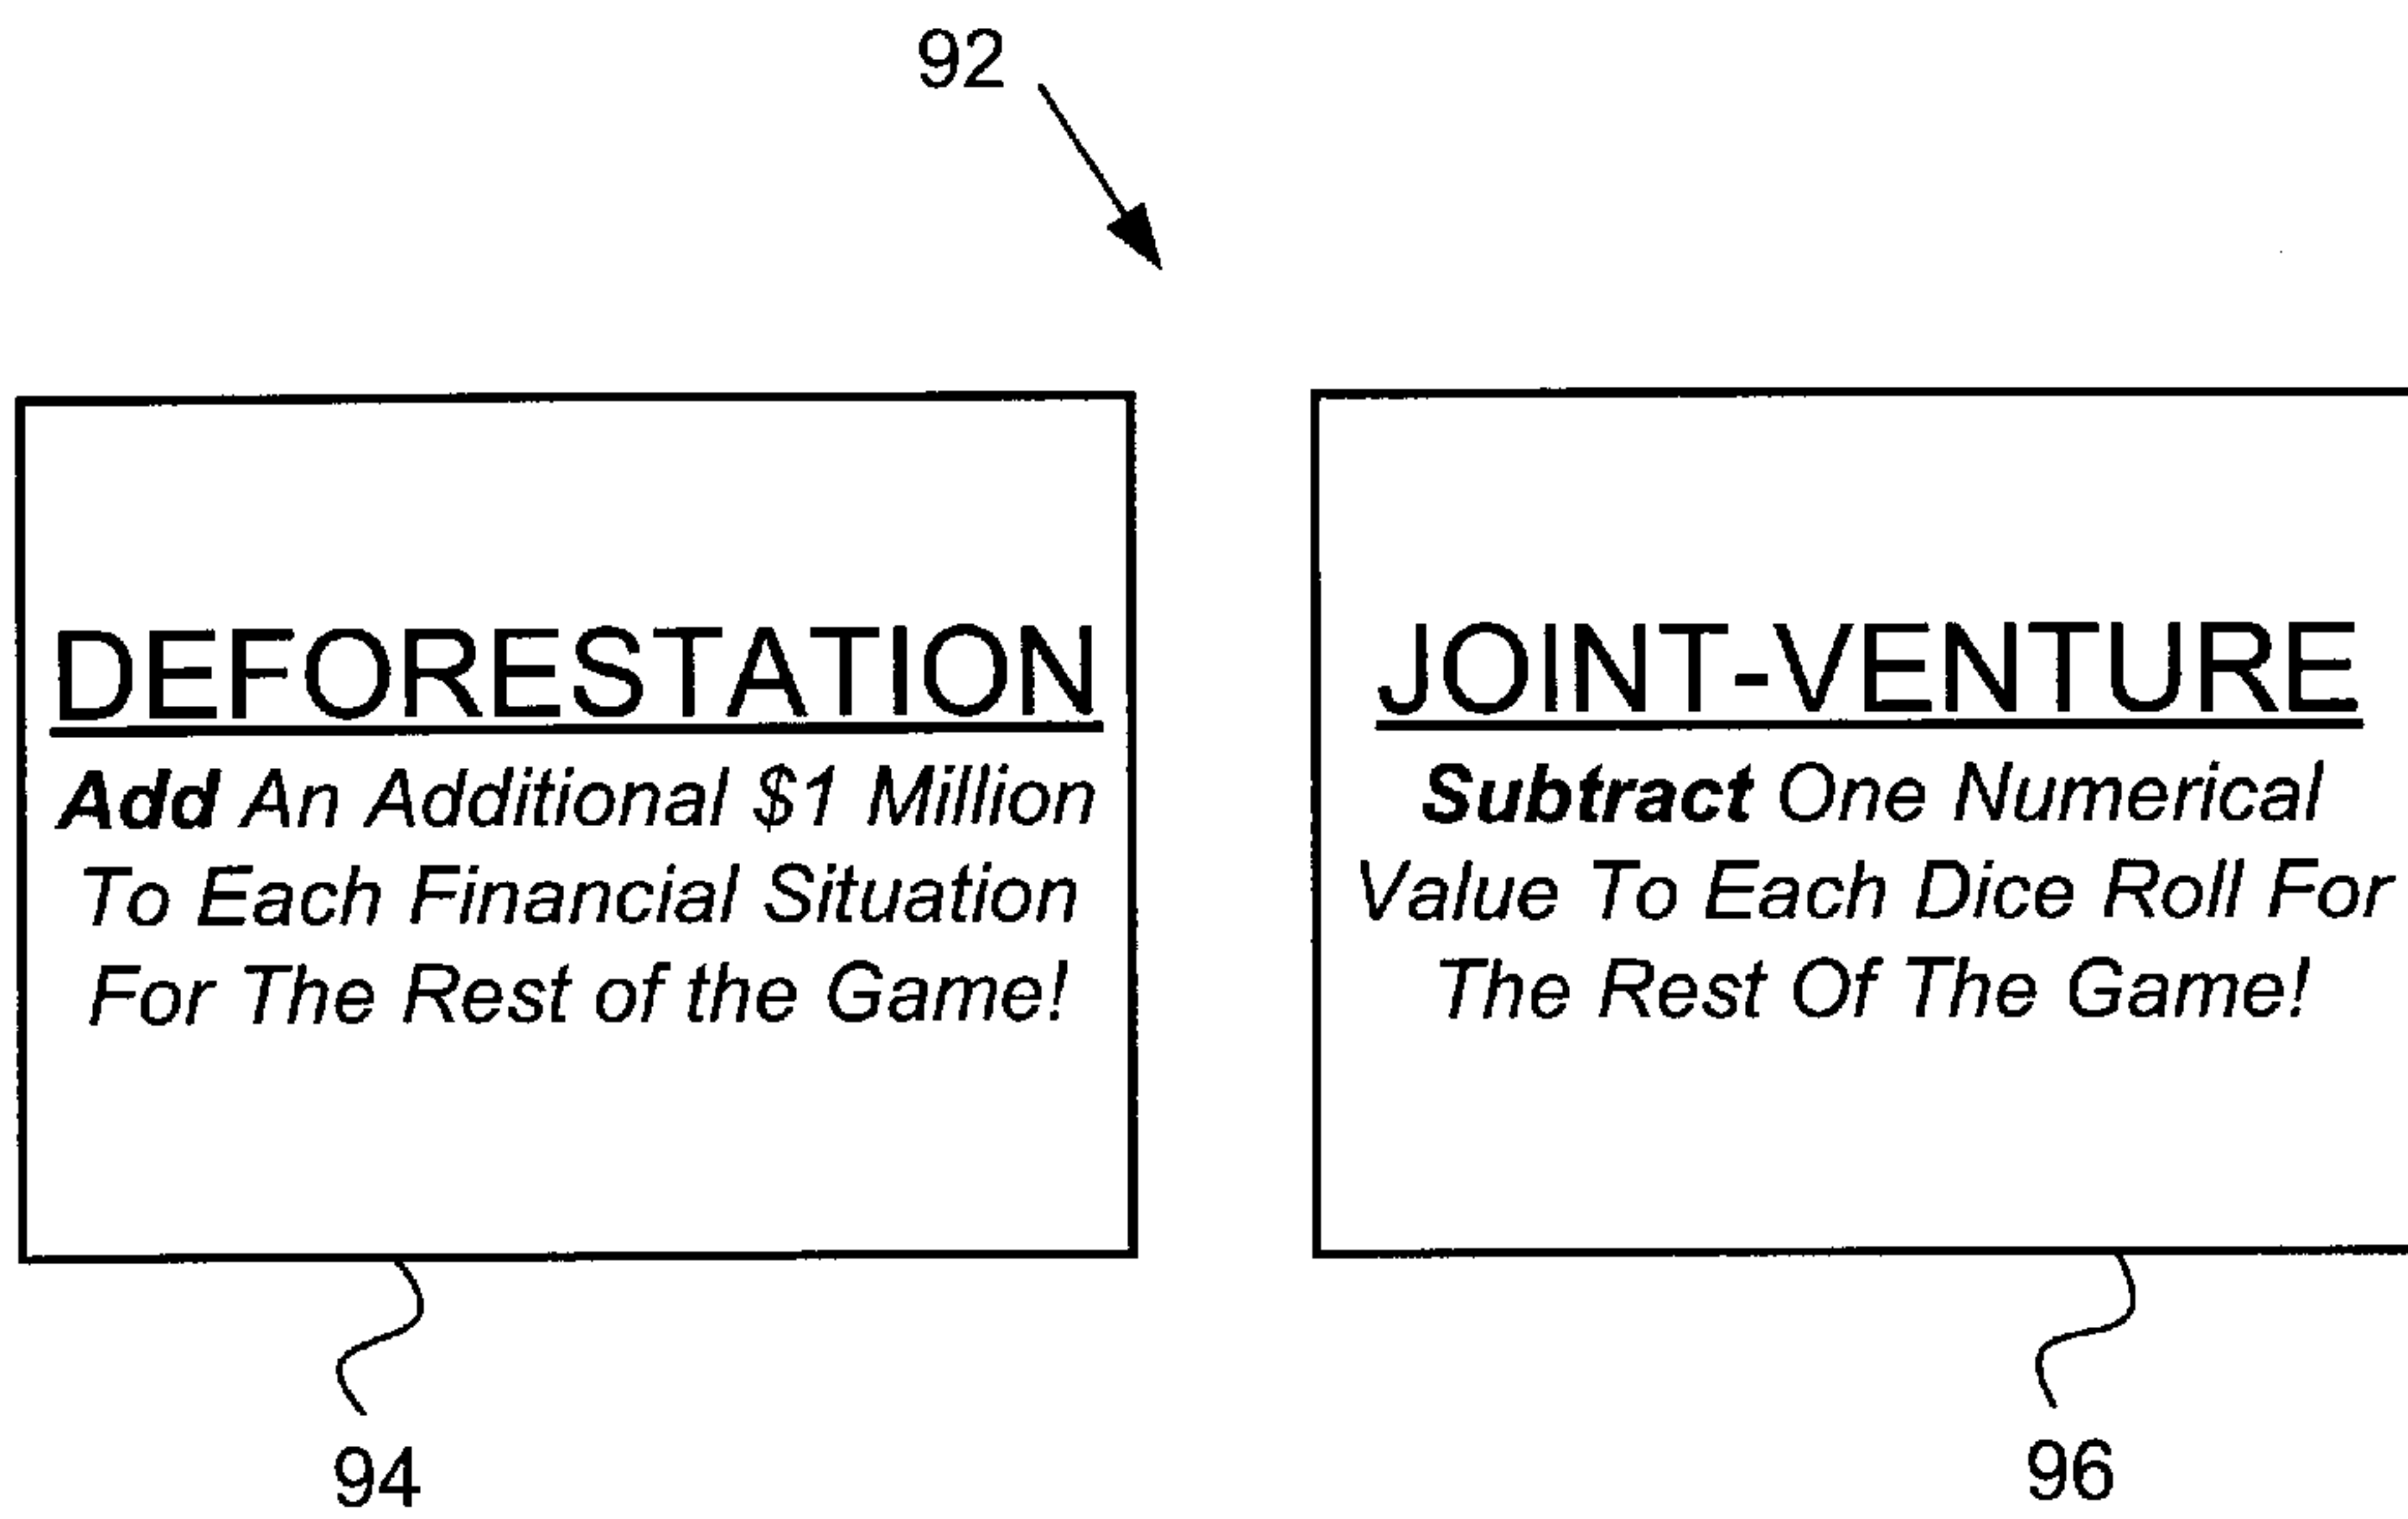 92
DEFORESTATION
Add An Additional $1 Million
To Each Financial Situation
For The Rest of the Game!
JOINT-VENTURE
Subtract One Numerical
Value To Each Dice Roll For
The Rest Of The Game!
94
96